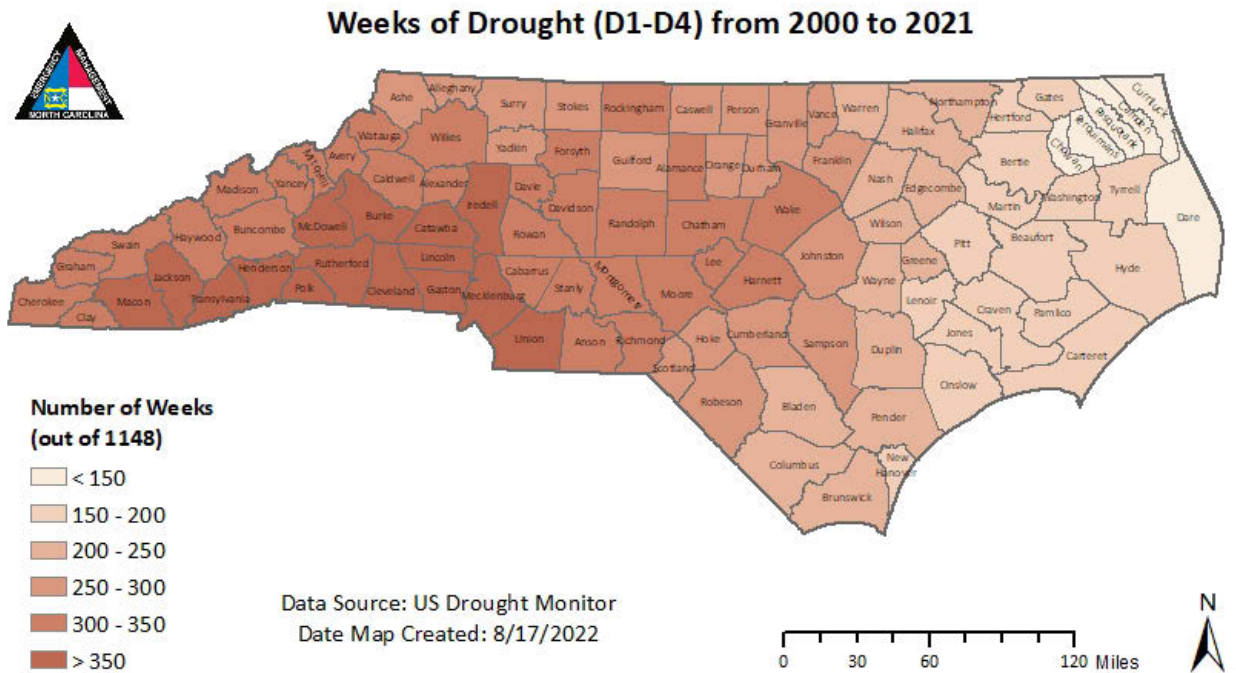 Weeks of Drought (D1-D4) from 2000 to 2021
EMERGENCY
MANAGEMENT
NORTH CAROLINA
Ashe
Alleghany
Surry
Stokes
Rockingham
Caswell
Person
Granville
Vance
Warren
Northampton
Gates
Hertford
Halifax
Currituck
Camden
Pasquotank
Perquimans
Chowan
Watauga
Wilkes
Yadkin
Forsyth
Guilford
Alamance
Orange
Durham
Franklin
Nash
Edgecombe
Bertie
Martin
Washington
Tyrrell
Dare
Mitchell
Avery
Caldwell
Alexander
Davie
Iredell
Davidson
Randolph
Chatham
Wake
Wilson
Madison
Yancey
McDowell
Burke
Catawba
Rowan
Pitt
Beaufort
Hyde
Swain
Haywood
Buncombe
Lincoln
Cabarrus
Montgomery
Lee
Johnston
Greene
Wayne
Graham
Jackson
Henderson
Rutherford
Cleveland
Gaston
Mecklenburg
Stanly
Moore
Harnett
Lenoir
Craven
Pamlico
Cherokee
Macon
Transylvania
Polk
Clay
Union
Anson
Richmond
Hoke
Cumberland
Sampson
Duplin
Jones
Carteret
Scotland
Robeson
Bladen
Onslow
Pender
Columbus
New
Hanover
Brunswick
Number of Weeks
(out of 1148)
< 150
150 - 200
200 - 250
250 - 300
300 - 350
> 350
Data Source: US Drought Monitor
Date Map Created: 8/17/2022
N
0 30 60 120 Miles